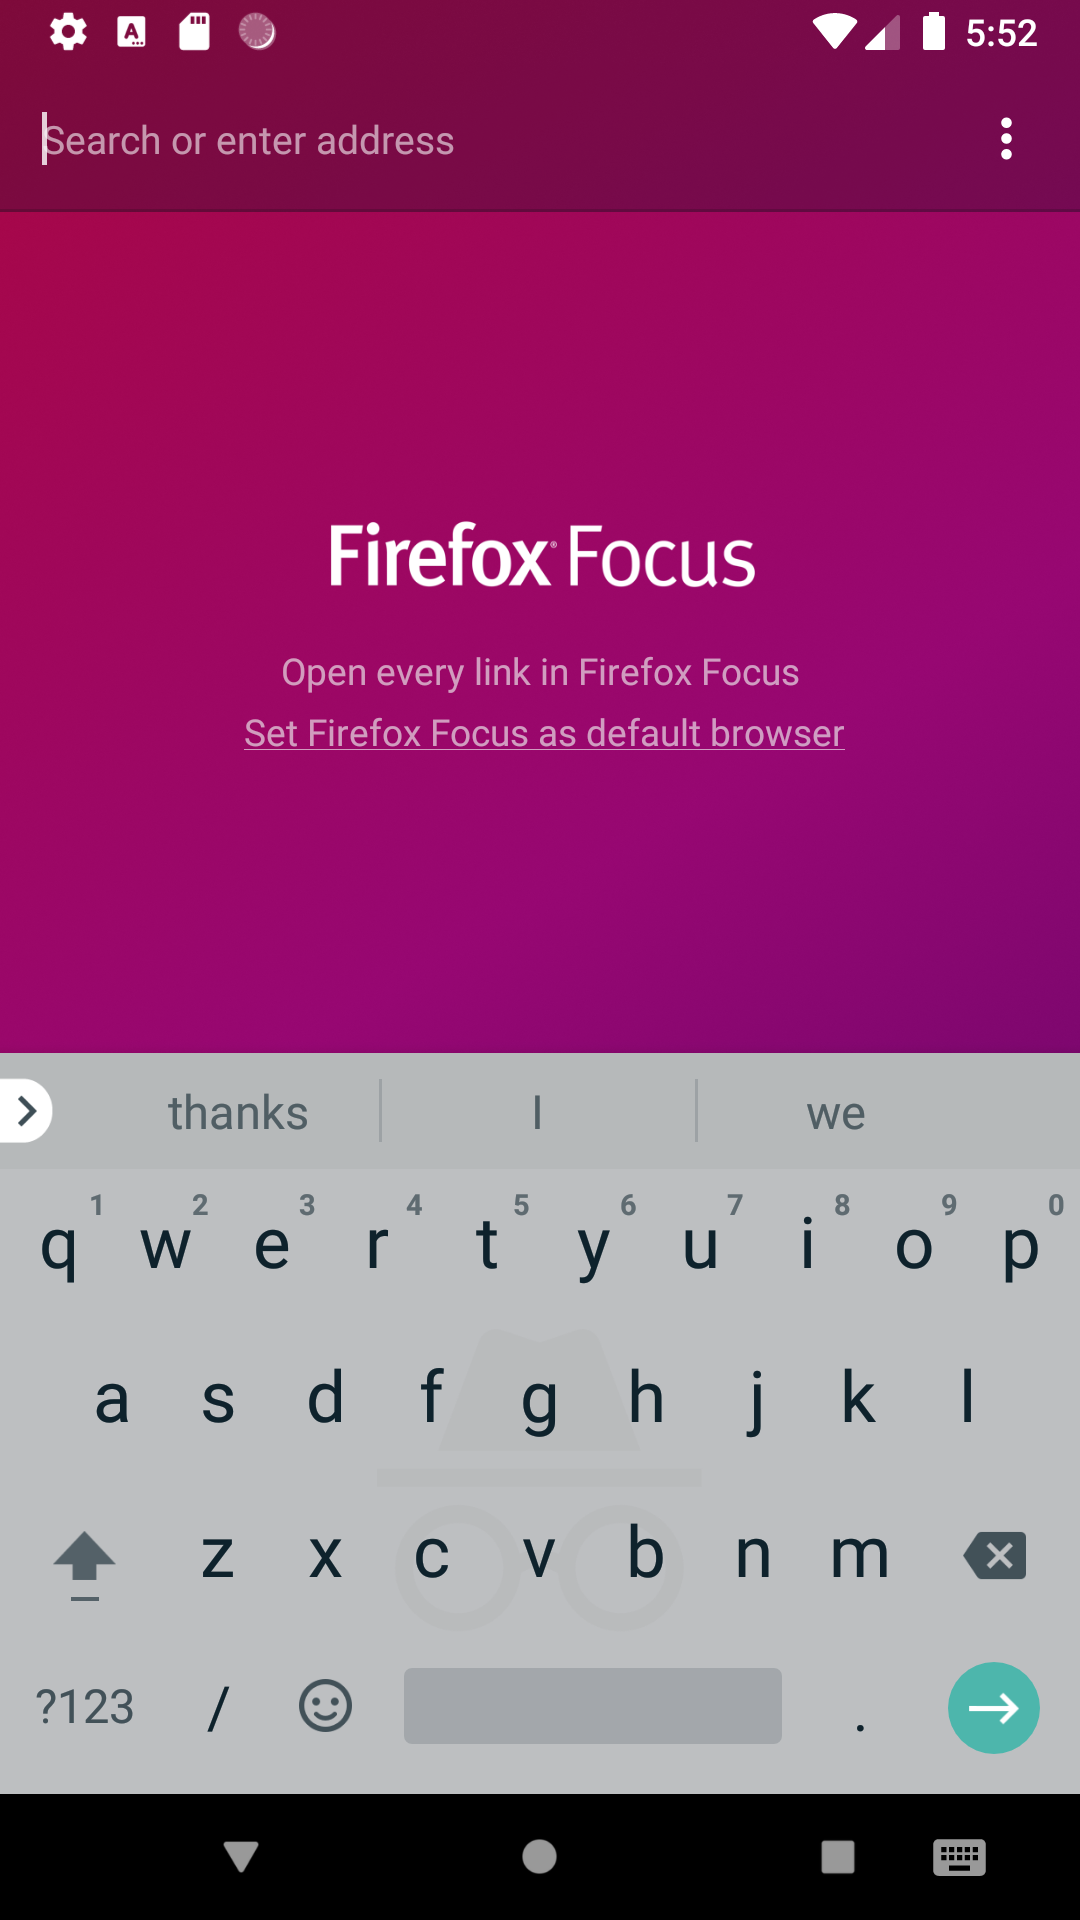 5:52
Search or enter address
Firefox® Focus
Open every link in Firefox Focus
Set Firefox Focus as default browser
thanks I we
1 2 3 4 5 6 7 8 9 0
q w e r t y u i o p
a s d f g h j k l
z x c v b n m
?123 / .